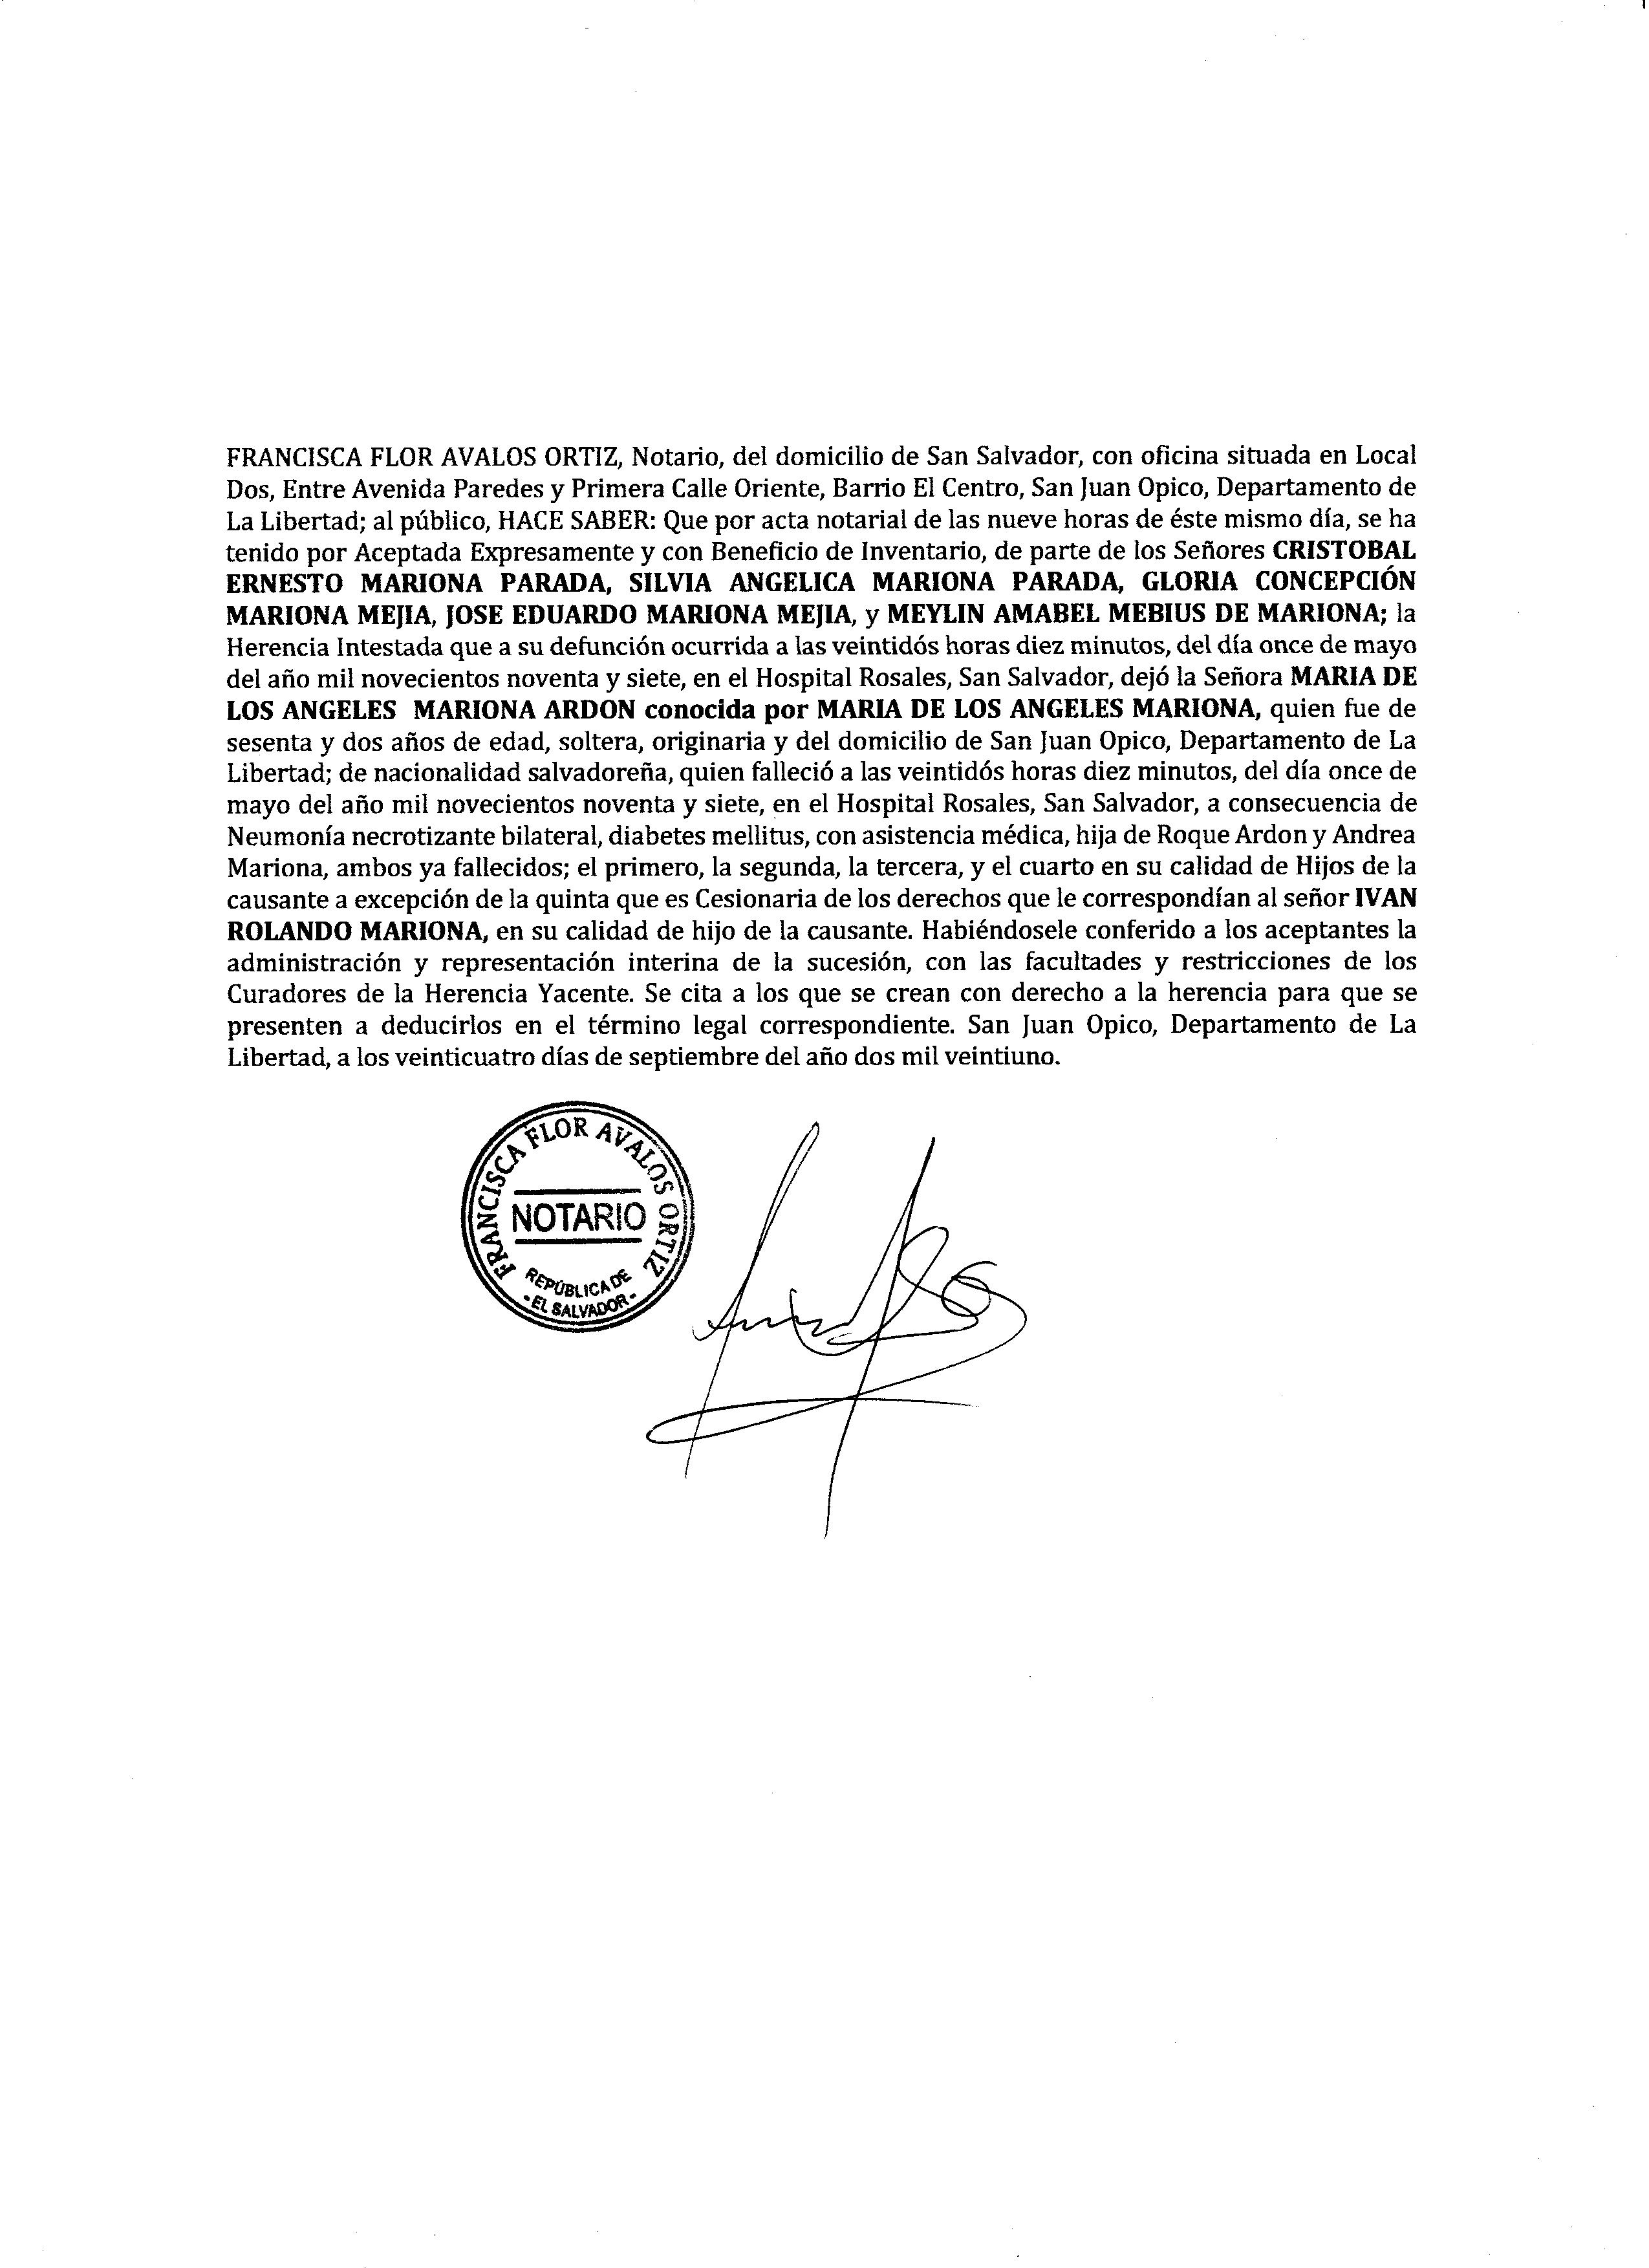 FRANCISCA FLOR AVALOS ORTIZ, Notario, del domicilio de San Salvador, con oficina situada en Local
Dos, Entre Avenida Paredes y Primera Calle Oriente, Barrio El Centro, San Juan Opico, Departamento de
La Libertad; al público, HACE SABER: Que por acta notarial de las nueve horas de éste mismo día, se ha
tenido por Aceptada Expresamente y con Beneficio de Inventario, de parte de los Señores CRISTOBAL
ERNESTO MARIONA PARADA, SILVIA ANGELICA MARIONA PARADA, GLORIA CONCEPCIÓN
MARIONA MEJIA, JOSE EDUARDO MARIONA MEJIA, y MEYLIN AMABEL MEBIUS DE MARIONA; la
Herencia Intestada que a su defunción ocurrida a las veintidós horas diez minutos, del día once de mayo
del año mil novecientos noventa y siete, en el Hospital Rosales, San Salvador, dejó la Señora MARIA DE
LOS ANGELES MARIONA ARDON conocida por MARIA DE LOS ANGELES MARIONA, quien fue de
sesenta y dos años de edad, soltera, originaria y del domicilio de San Juan Opico, Departamento de La
Libertad; de nacionalidad salvadoreña, quien falleció a las veintidós horas diez minutos, del día once de
mayo del año mil novecientos noventa y siete, en el Hospital Rosales, San Salvador, a consecuencia de
Neumonía necrotizante bilateral, diabetes mellitus, con asistencia médica, hija de Roque Ardon y Andrea
Mariona, ambos ya fallecidos; el primero, la segunda, la tercera, y el cuarto en su calidad de Hijos de la
causante a excepción de la quinta que es Cesionaria de los derechos que le correspondían al señor IVAN
ROLANDO MARIONA, en su calidad de hijo de la causante. Habiéndosele conferido a los aceptantes la
administración y representación interina de la sucesión, con las facultades y restricciones de los
Curadores de la Herencia Yacente. Se cita a los que se crean con derecho a la herencia para que se
presenten a deducirlos en el término legal correspondiente. San Juan Opico, Departamento de La
Libertad, a los veinticuatro días de septiembre del año dos mil veintiuno.
FRANCISCA FLOR AVALOS ORTIZ
NOTARIO
REPÚBLICA DE
- EL SALVADOR -